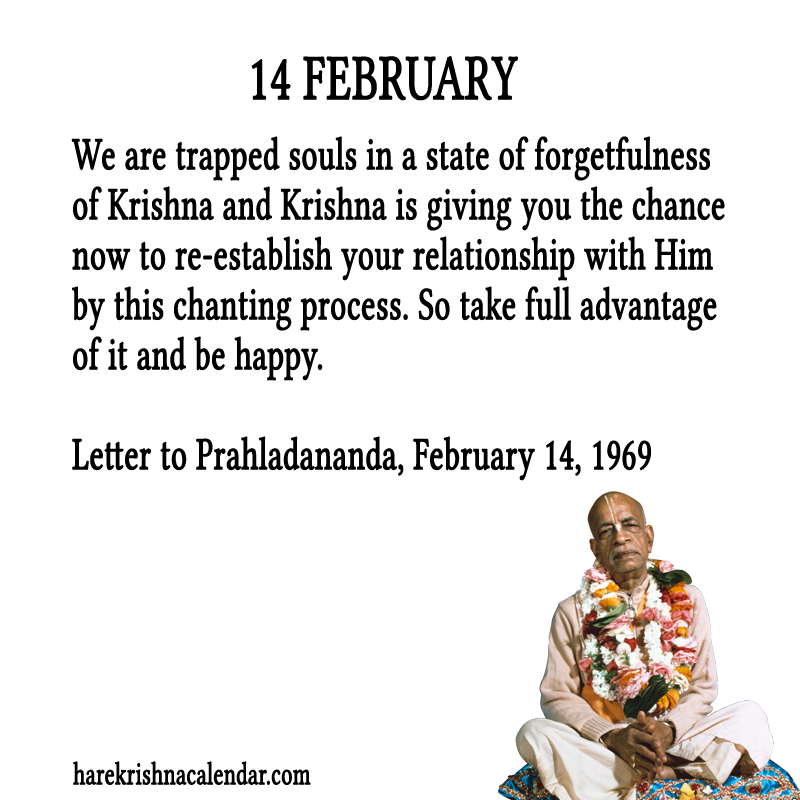 14 FEBRUARY
We are trapped souls in a state of forgetfulness
of Krishna and Krishna is giving you the chance
now to re-establish your relationship with Him
by this chanting process. So take full advantage
of it and be happy.
Letter to Prahladananda, February 14, 1969
harekrishnacalendar.com